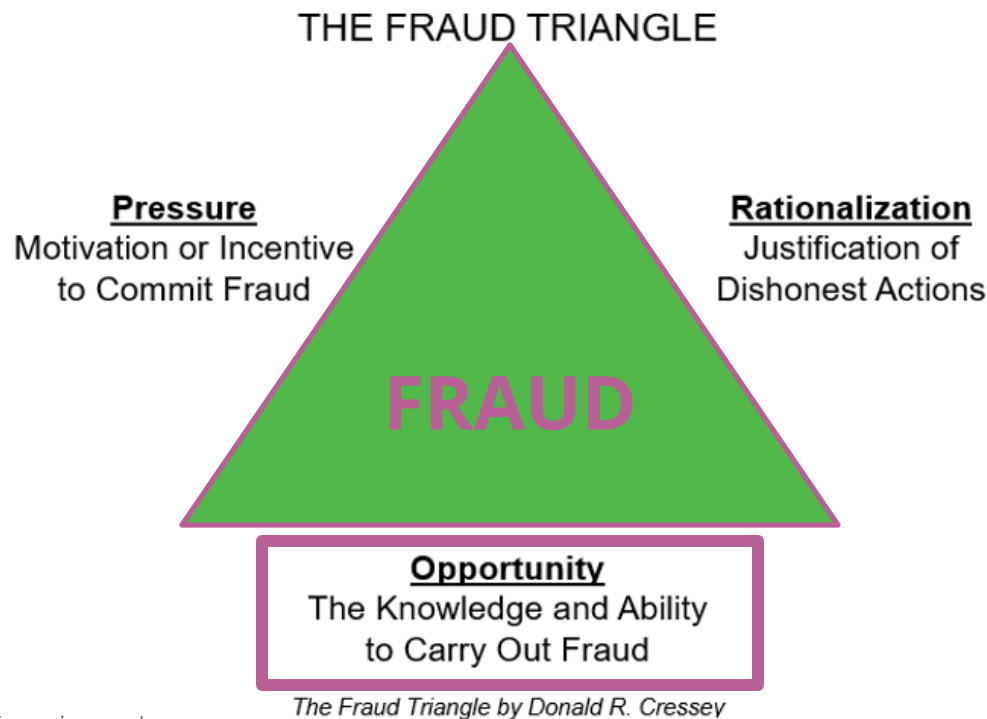 THE FRAUD TRIANGLE
Pressure
Motivation or Incentive
to Commit Fraud
Rationalization
Justification of
Dishonest Actions
FRAUD
Opportunity
The Knowledge and Ability
to Carry Out Fraud
The Fraud Triangle by Donald R. Cressey